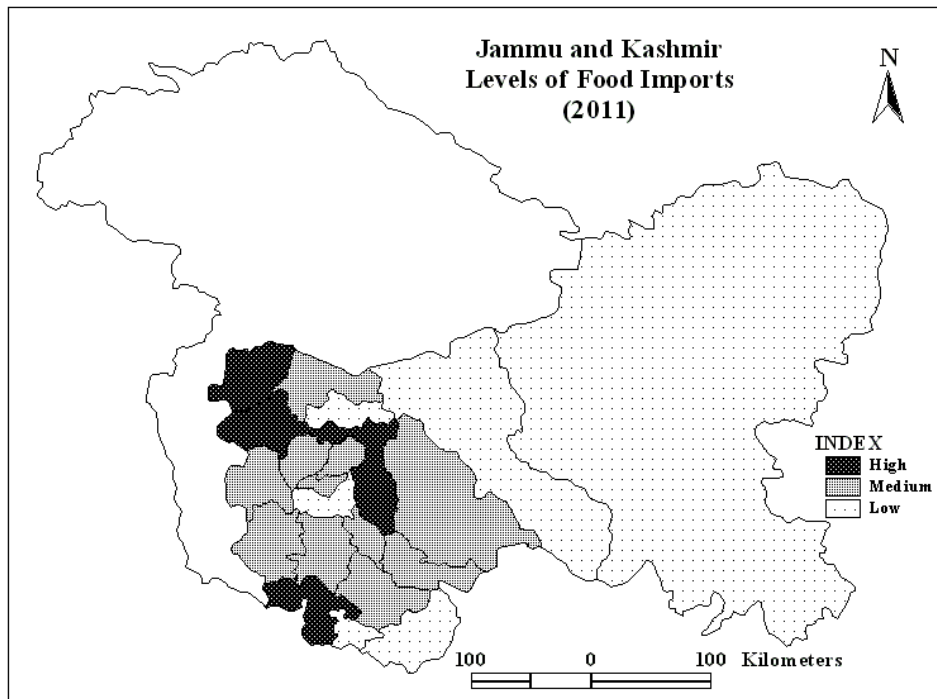 Jammu and Kashmir
Levels of Food Imports
(2011)
N
INDEX
High
Medium
Low
100 0 100 Kilometers